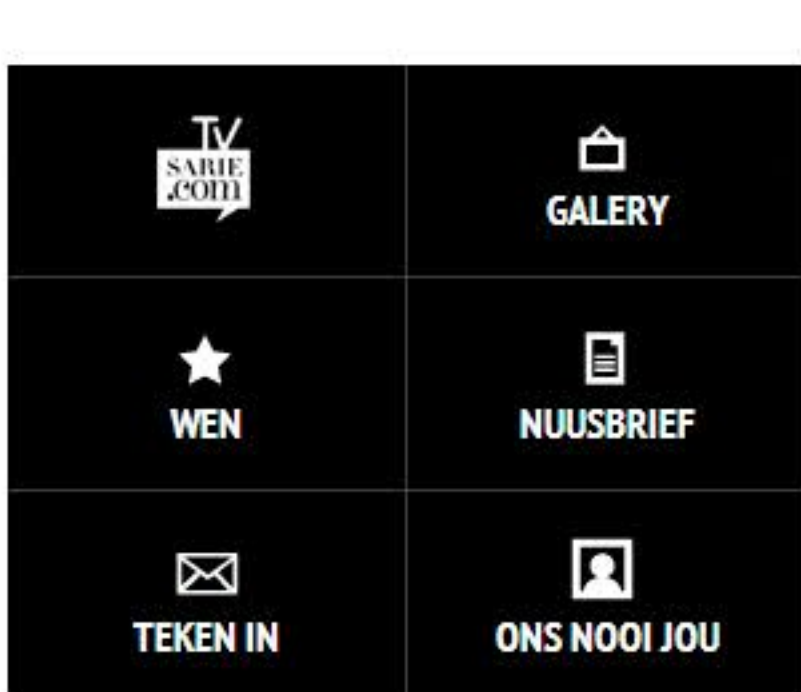 TV
SARIE
.com
GALERY
WEN
NUUSBRIEF
TEKEN IN
ONS NOOI JOU